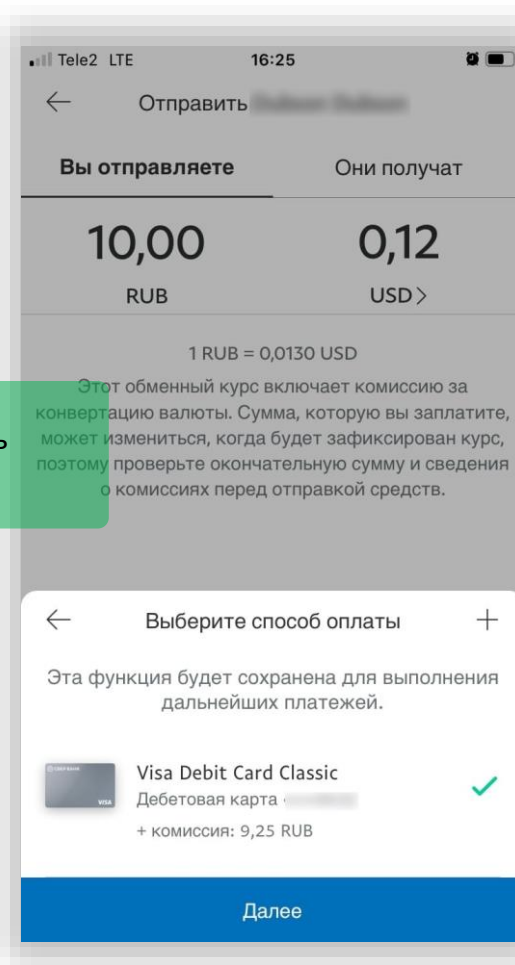 Tele2 LTE 16:25
Отправить
Вы отправляете Они получат
10,00 0,12
RUB USD
1 RUB = 0,0130 USD
Этот обменный курс включает комиссию за
конвертацию валюты. Сумма, которую вы заплатите,
может измениться, когда будет зафиксирован курс,
поэтому проверьте окончательную сумму и сведения
о комиссиях перед отправкой средств.
Ь
Выберите способ оплаты
Эта функция будет сохранена для выполнения
дальнейших платежей.
Visa Debit Card Classic
VISA
Дебетовая карта
+ комиссия: 9,25 RUB
Далее